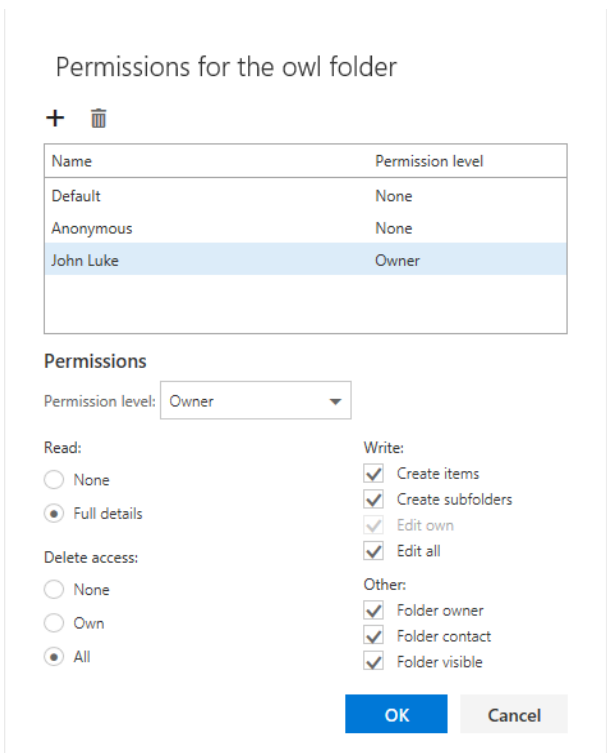 Permissions for the owl folder
Name Permission level
Default None
Anonymous None
John Luke Owner
Permissions
Permission level: Owner
Read:
None
Full details
Delete access:
None
Own
All
Write:
Create items
Create subfolders
Edit own
Edit all
Other:
Folder owner
Folder contact
Folder visible
OK Cancel